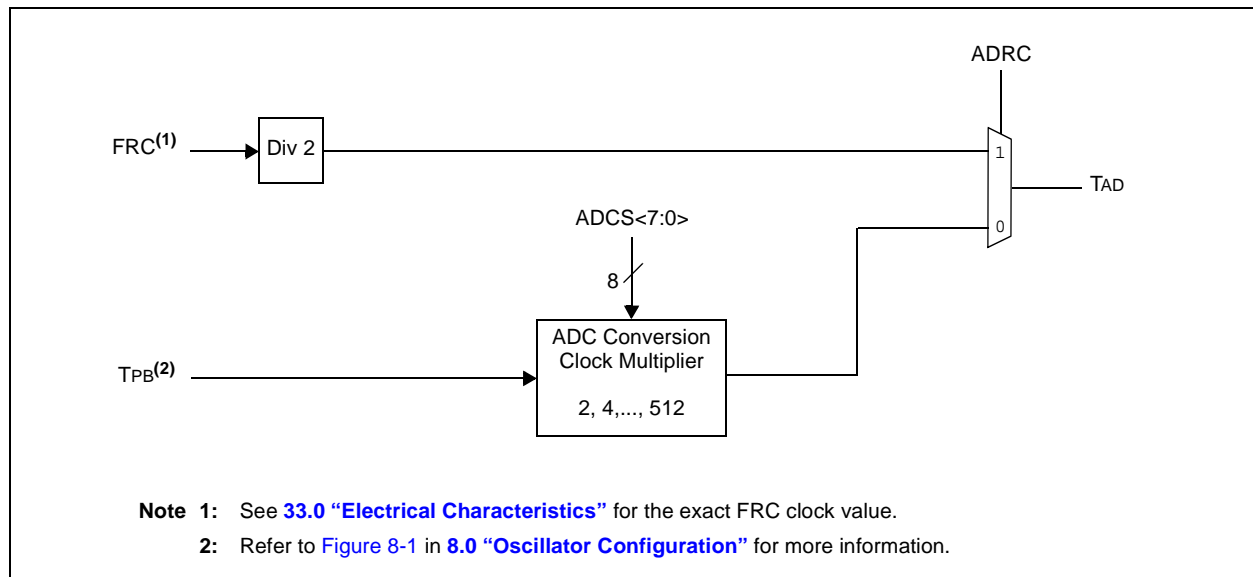 ADRC
FRC(1)
Div 2
1
TAD
ADCS<7:0>
0
8
ADC Conversion
Clock Multiplier
TPB(2)
2, 4,..., 512
Note 1: See 33.0 “Electrical Characteristics” for the exact FRC clock value.
2: Refer to Figure 8-1 in 8.0 “Oscillator Configuration” for more information.